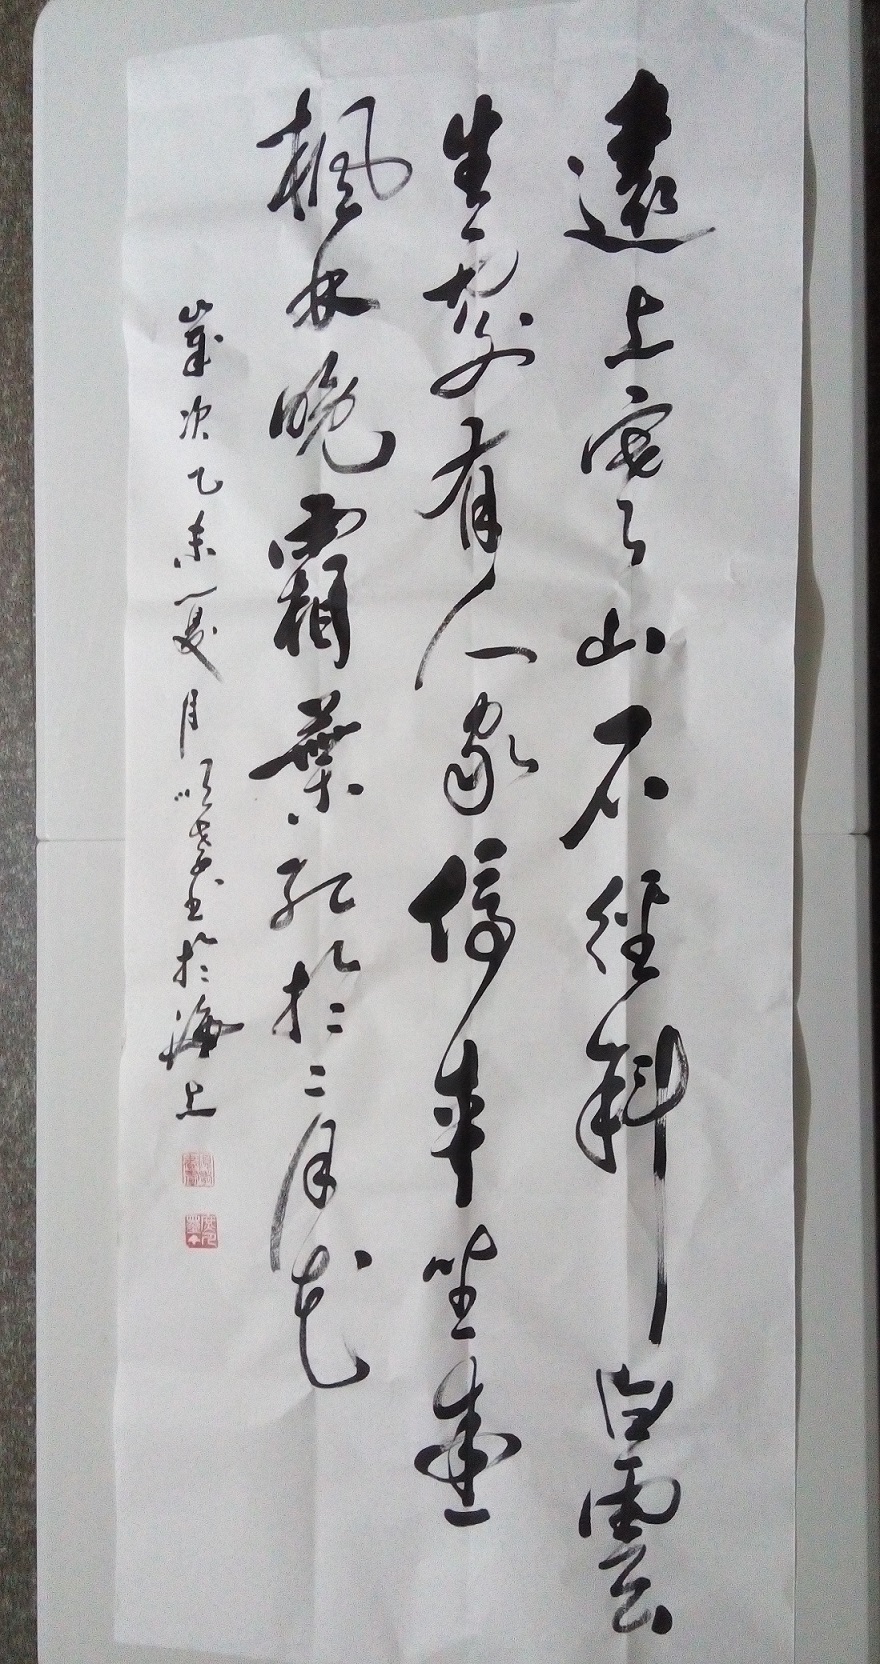 遠上寒山石徑斜白雲
生處有人家停車坐愛
楓林晚霜葉紅於二月花
歲次乙未夏月 書於海上